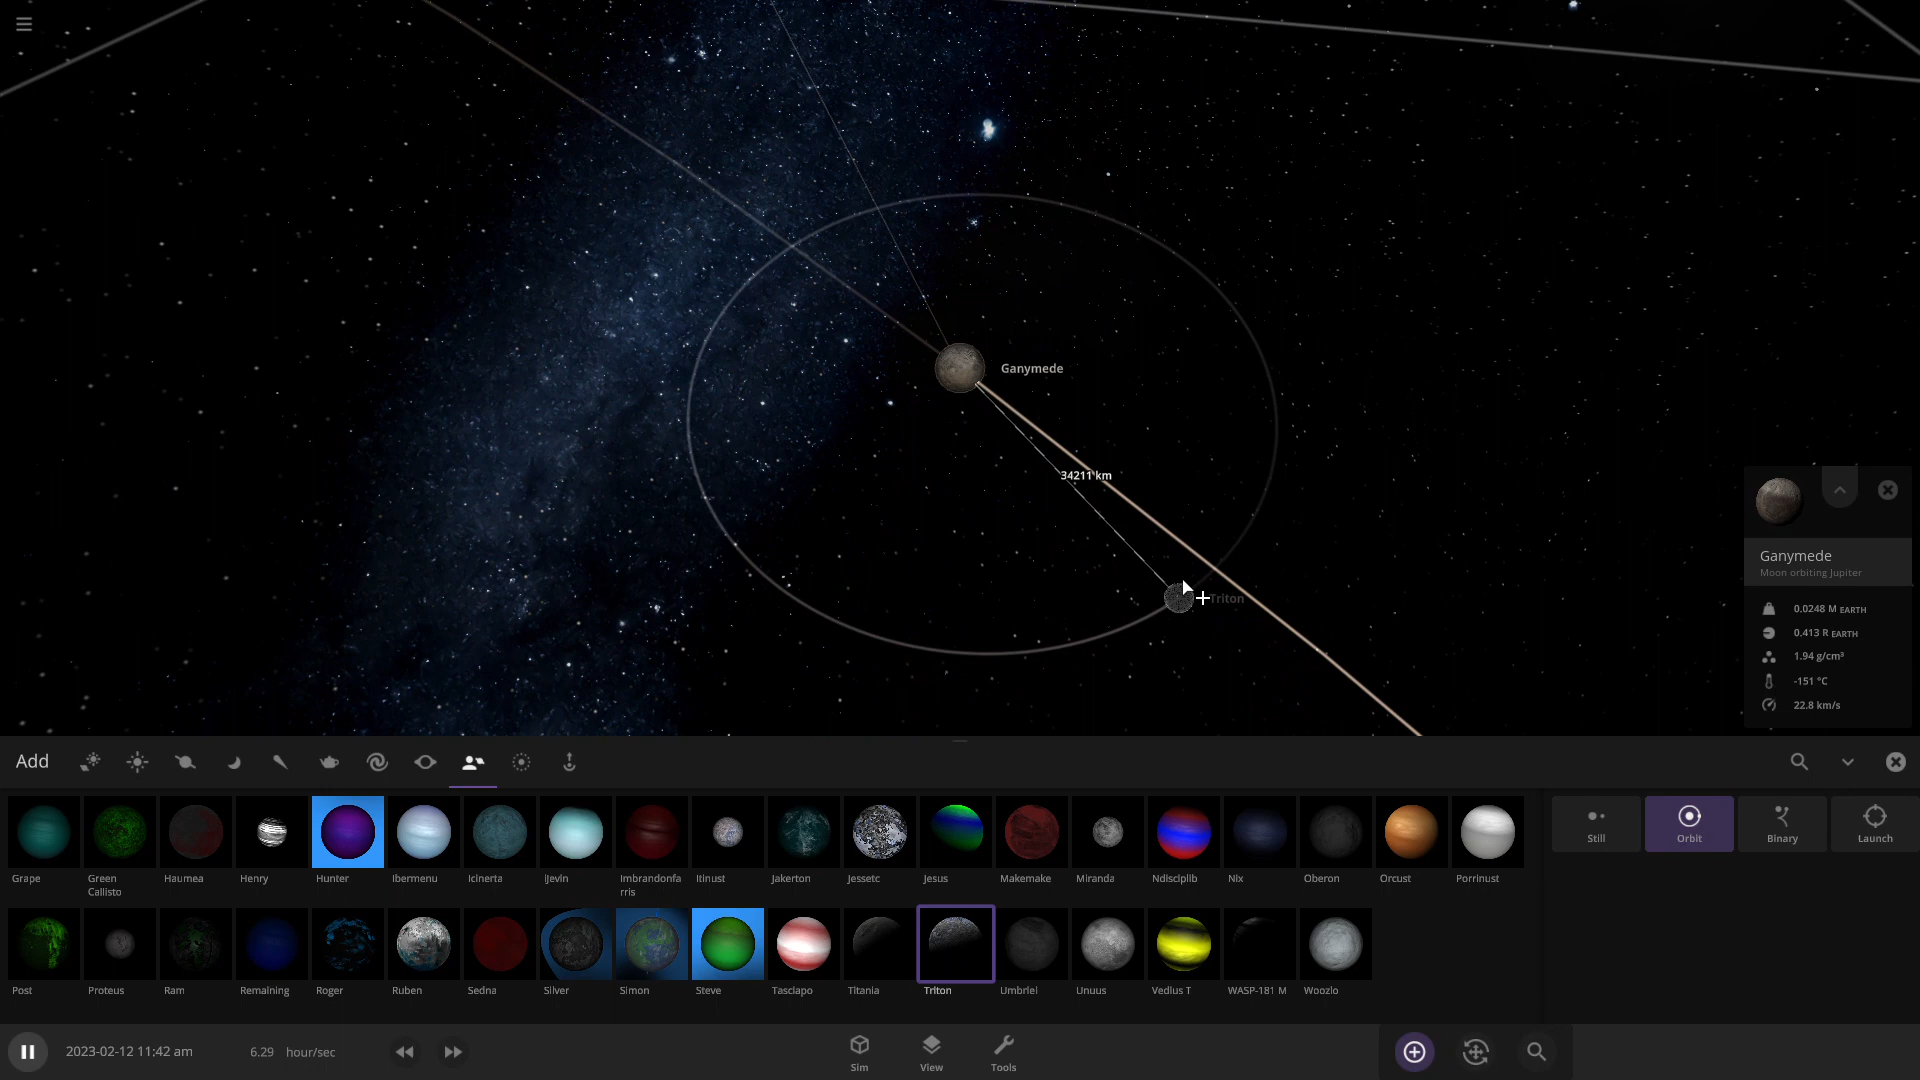 Ganymede
34211 km
Triton
Ganymede
Moon orbiting Jupiter
0.0248 M EARTH
0.413 R EARTH
1.94 g/cm³
-151 °C
22.8 km/s
Add
Grape
Green Callisto
Haumea
Henry
Hunter
Ibermenu
Icinerta
iJevin
Imbrandonfarris
Itinust
Jakerton
Jessetc
Jesus
Makemake
Miranda
Ndisciplib
Nix
Oberon
Orcust
Porrinust
Still
Orbit
Binary
Launch
Post
Proteus
Ram
Remaining
Roger
Ruben
Sedna
Silver
Simon
Steve
Tasciapo
Titania
Triton
Umbriel
Unuus
Vedius T
WASP-181 M
Woozlo
2023-02-12 11:42 am
6.29 hour/sec
Sim
View
Tools